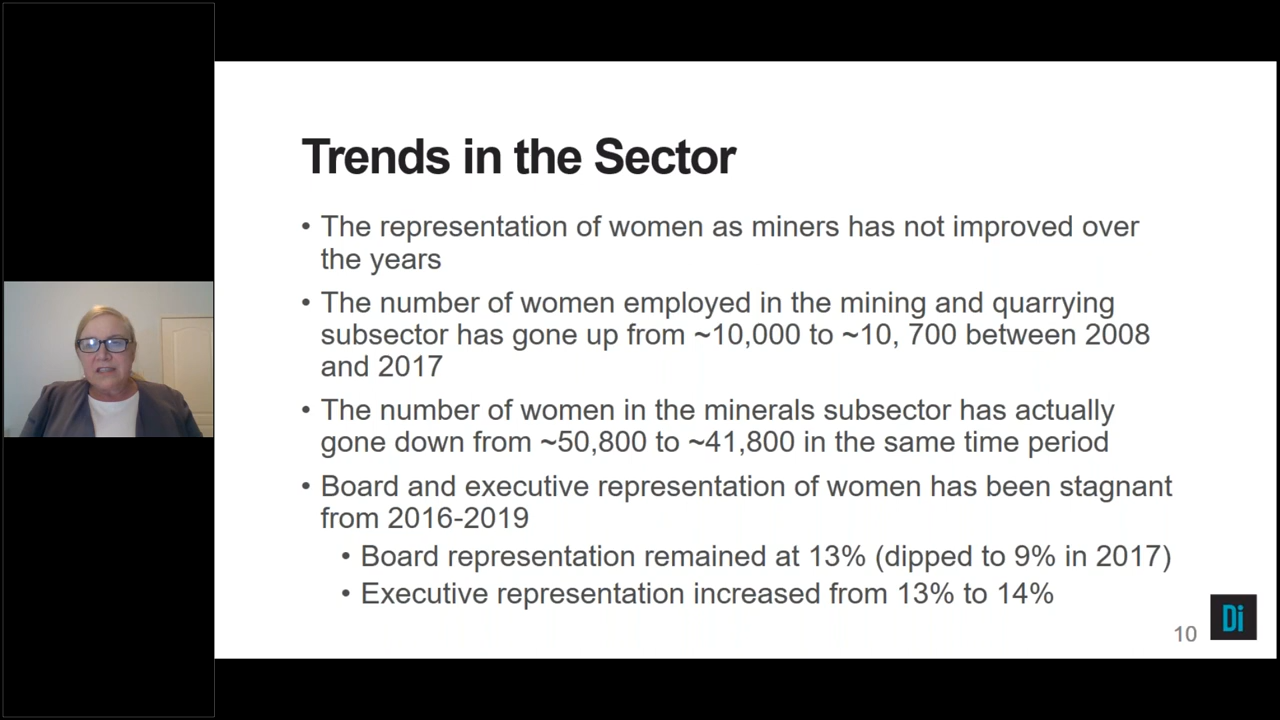 Trends in the Sector
• The representation of women as miners has not improved over
the years
• The number of women employed in the mining and quarrying
subsector has gone up from ~10,000 to ~10, 700 between 2008
and 2017
• The number of women in the minerals subsector has actually
gone down from ~50,800 to ~41,800 in the same time period
• Board and executive representation of women has been stagnant
from 2016-2019
• Board representation remained at 13% (dipped to 9% in 2017)
• Executive representation increased from 13% to 14%
10
Di